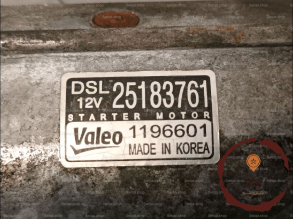 DSL 12V 25183761
STARTER MOTOR
Valeo 1196601
MADE IN KOREA